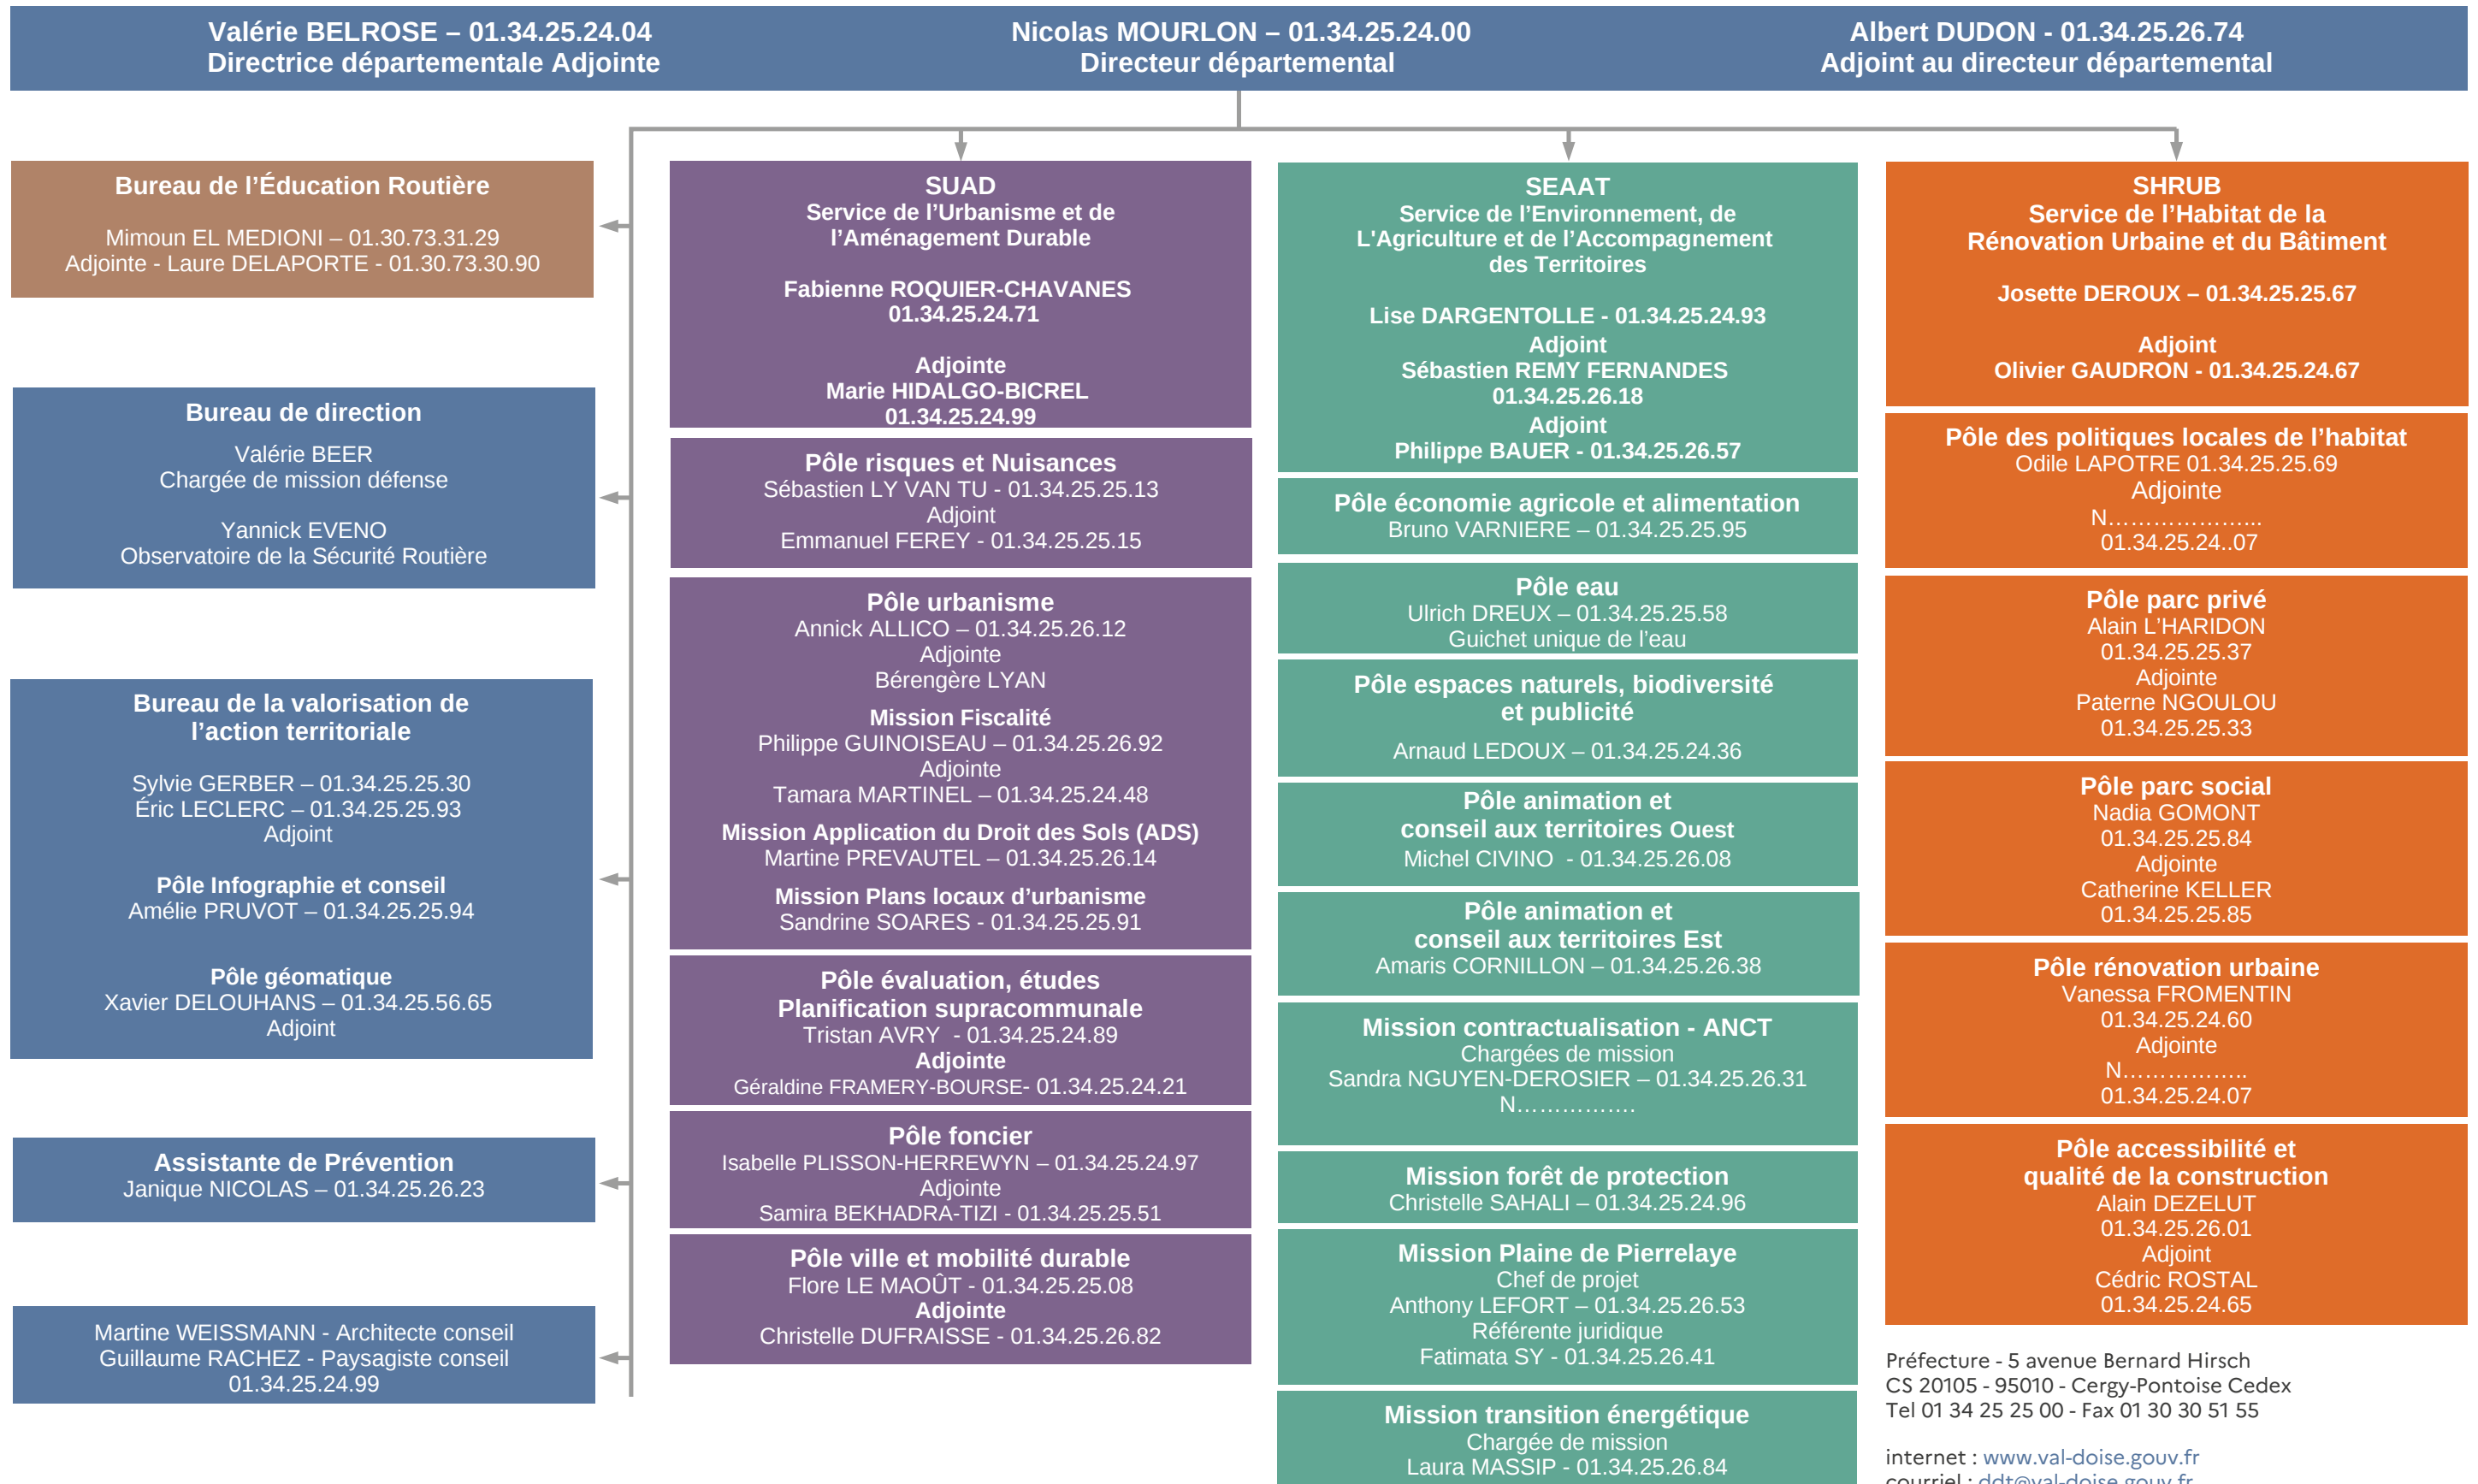 Valérie BELROSE – 01.34.25.24.04
Directrice départementale Adjointe
Nicolas MOURLON – 01.34.25.24.00
Directeur départemental
Albert DUDON - 01.34.25.26.74
Adjoint au directeur départemental
Bureau de l’Éducation Routière
Mimoun EL MEDIONI – 01.30.73.31.29
Adjointe - Laure DELAPORTE - 01.30.73.30.90
Bureau de direction
Valérie BEER
Chargée de mission défense
Yannick EVENO
Observatoire de la Sécurité Routière
Bureau de la valorisation de
l’action territoriale
Sylvie GERBER – 01.34.25.25.30
Éric LECLERC – 01.34.25.25.93
Adjoint
Pôle Infographie et conseil
Amélie PRUVOT – 01.34.25.25.94
Pôle géomatique
Xavier DELOUHANS – 01.34.25.56.65
Adjoint
Assistante de Prévention
Janique NICOLAS – 01.34.25.26.23
Martine WEISSMANN - Architecte conseil
Guillaume RACHEZ - Paysagiste conseil
01.34.25.24.99
SUAD
Service de l’Urbanisme et de
l’Aménagement Durable
Fabienne ROQUIER-CHAVANES
01.34.25.24.71
Adjointe
Marie HIDALGO-BICREL
01.34.25.24.99
Pôle risques et Nuisances
Sébastien LY VAN TU - 01.34.25.25.13
Adjoint
Emmanuel FEREY - 01.34.25.25.15
Pôle urbanisme
Annick ALLICO – 01.34.25.26.12
Adjointe
Bérengère LYAN
Mission Fiscalité
Philippe GUINOISEAU – 01.34.25.26.92
Adjointe
Tamara MARTINEL – 01.34.25.24.48
Mission Application du Droit des Sols (ADS)
Martine PREVAUTEL – 01.34.25.26.14
Mission Plans locaux d’urbanisme
Sandrine SOARES - 01.34.25.25.91
Pôle évaluation, études
Planification supracommunale
Tristan AVRY - 01.34.25.24.89
Adjointe
Géraldine FRAMERY-BOURSE- 01.34.25.24.21
Pôle foncier
Isabelle PLISSON-HERREWYN – 01.34.25.24.97
Adjointe
Samira BEKHADRA-TIZI - 01.34.25.25.51
Pôle ville et mobilité durable
Flore LE MAOÛT - 01.34.25.25.08
Adjointe
Christelle DUFRAISSE - 01.34.25.26.82
SEAAT
Service de l’Environnement, de
L'Agriculture et de l’Accompagnement
des Territoires
Lise DARGENTOLLE - 01.34.25.24.93
Adjoint
Sébastien REMY FERNANDES
01.34.25.26.18
Adjoint
Philippe BAUER - 01.34.25.26.57
Pôle économie agricole et alimentation
Bruno VARNIERE – 01.34.25.25.95
Pôle eau
Ulrich DREUX – 01.34.25.25.58
Guichet unique de l’eau
Pôle espaces naturels, biodiversité
et publicité
Arnaud LEDOUX – 01.34.25.24.36
Pôle animation et
conseil aux territoires Ouest
Michel CIVINO - 01.34.25.26.08
Pôle animation et
conseil aux territoires Est
Amaris CORNILLON – 01.34.25.26.38
Mission contractualisation - ANCT
Chargées de mission
Sandra NGUYEN-DEROSIER – 01.34.25.26.31
N…………….
Mission forêt de protection
Christelle SAHALI – 01.34.25.24.96
Mission Plaine de Pierrelaye
Chef de projet
Anthony LEFORT – 01.34.25.26.53
Référente juridique
Fatimata SY - 01.34.25.26.41
Mission transition énergétique
Chargée de mission
Laura MASSIP - 01.34.25.26.84
SHRUB
Service de l’Habitat de la
Rénovation Urbaine et du Bâtiment
Josette DEROUX – 01.34.25.25.67
Adjoint
Olivier GAUDRON - 01.34.25.24.67
Pôle des politiques locales de l’habitat
Odile LAPOTRE 01.34.25.25.69
Adjointe
N………………...
01.34.25.24..07
Pôle parc privé
Alain L’HARIDON
01.34.25.25.37
Adjointe
Paterne NGOULOU
01.34.25.25.33
Pôle parc social
Nadia GOMONT
01.34.25.25.84
Adjointe
Catherine KELLER
01.34.25.25.85
Pôle rénovation urbaine
Vanessa FROMENTIN
01.34.25.24.60
Adjointe
N……………..
01.34.25.24.07
Pôle accessibilité et
qualité de la construction
Alain DEZELUT
01.34.25.26.01
Adjoint
Cédric ROSTAL
01.34.25.24.65
Préfecture - 5 avenue Bernard Hirsch
CS 20105 - 95010 - Cergy-Pontoise Cedex
Tel 01 34 25 25 00 - Fax 01 30 30 51 55
internet : www.val-doise.gouv.fr
courriel : ddt@val-doise.gouv.fr